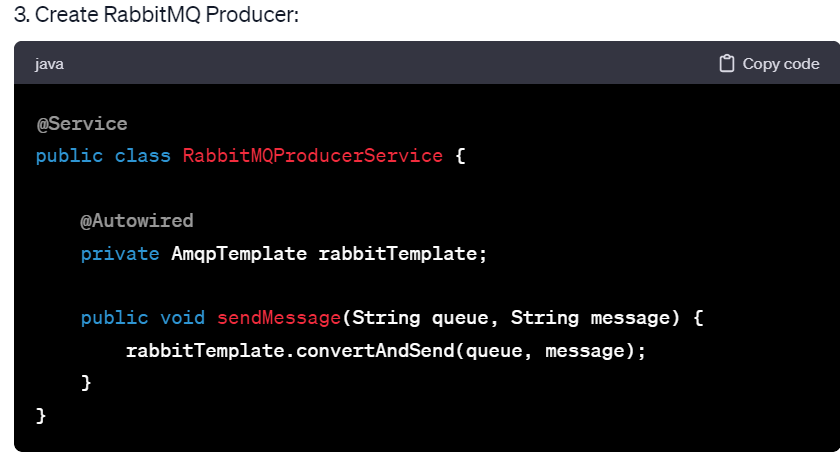 3. Create RabbitMQ Producer:
java
Copy code
@Service
public class RabbitMQProducerService {
@Autowired
private AmqpTemplate rabbitTemplate;
public void sendMessage(String queue, String message) {
rabbitTemplate.convertAndSend(queue, message);
}
}